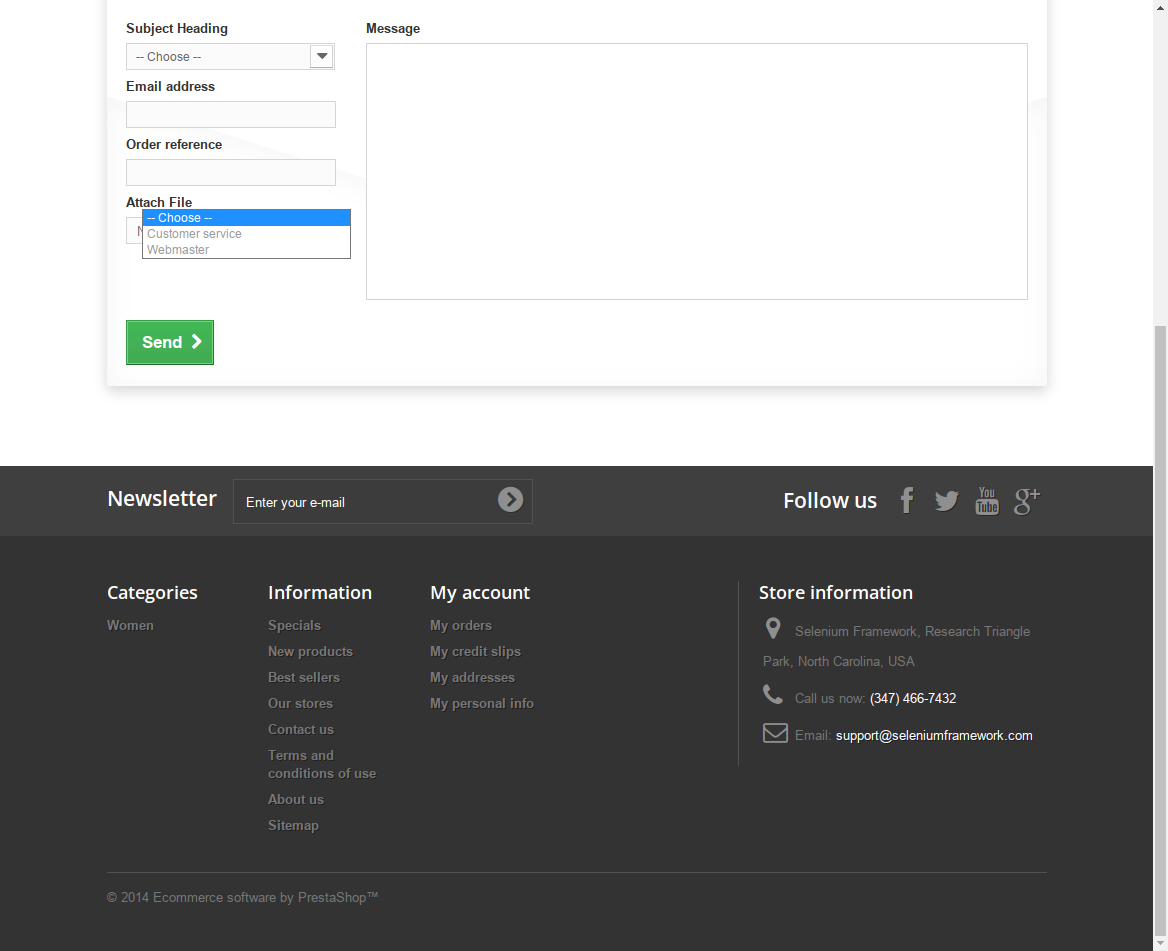 Subject Heading
-- Choose --
Email address
Order reference
Attach File
-- Choose --
Customer service
Webmaster
Send
Message
Newsletter
Enter your e-mail
Follow us
You
Tube
Categories
Women
Information
Specials
New products
Best sellers
Our stores
Contact us
Terms and
conditions of use
About us
Sitemap
My account
My orders
My credit slips
My addresses
My personal info
Store information
Selenium Framework, Research Triangle
Park, North Carolina, USA
Call us now: (347) 466-7432
Email: support@seleniumframework.com
© 2014 Ecommerce software by PrestaShop™